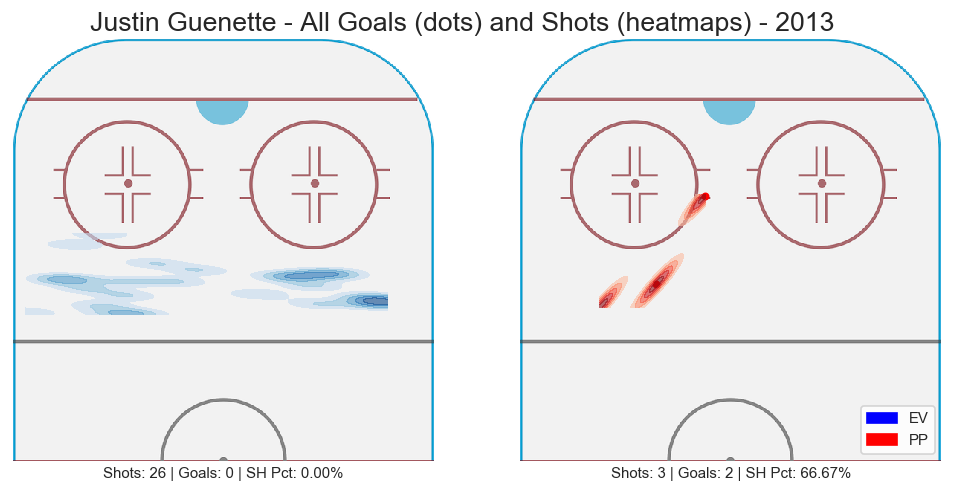 Justin Guenette - All Goals (dots) and Shots (heatmaps) - 2013
EV
PP
Shots: 26 | Goals: 0 | SH Pct: 0.00%
Shots: 3 | Goals: 2 | SH Pct: 66.67%